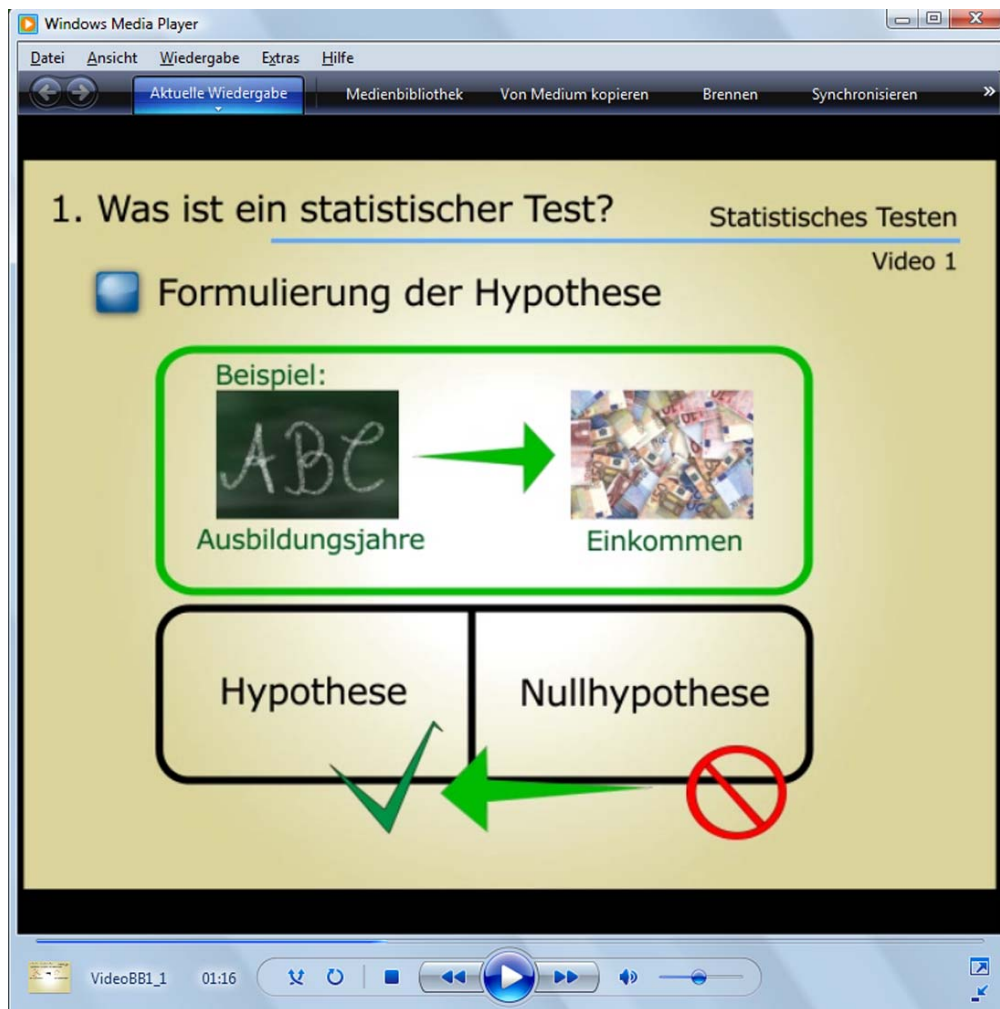 Windows Media Player
Datei Ansicht Wiedergabe Extras Hilfe
Aktuelle Wiedergabe Medienbibliothek Von Medium kopieren Brennen Synchronisieren »
1. Was ist ein statistischer Test?
Statistisches Testen
Video 1
Formulierung der Hypothese
Beispiel:
ABC
Ausbildungsjahre Einkommen
Hypothese Nullhypothese
VideoBB1_1 01:16